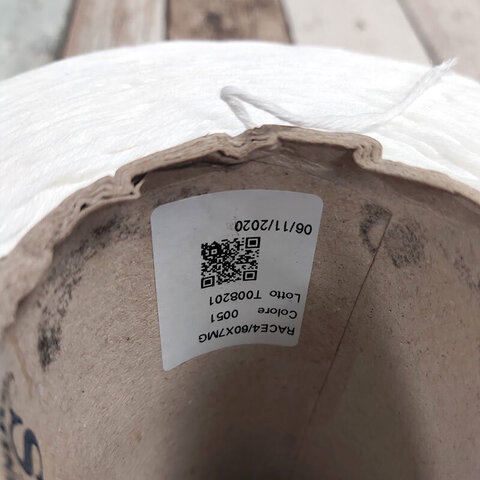 RACE4/60X7MG
Colore 0051
Lotto T008201
06/11/2020
S